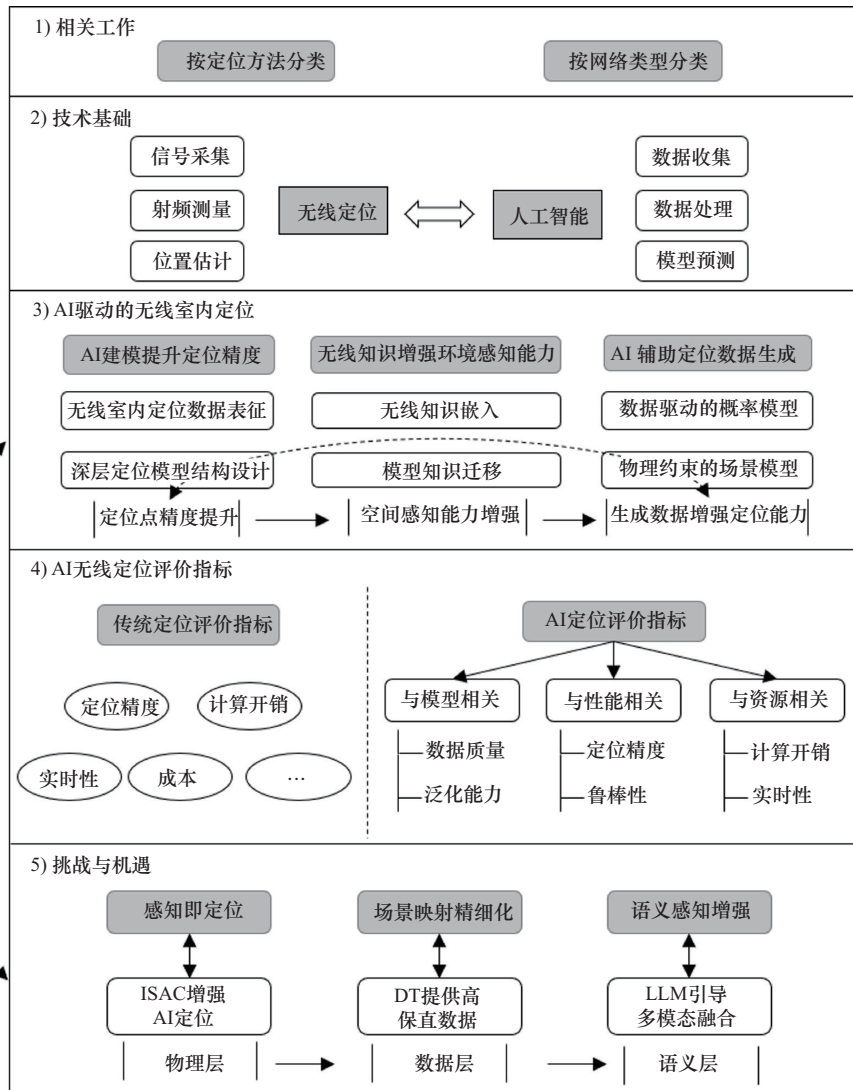 1) 相关工作
按定位方法分类
按网络类型分类
2) 技术基础
信号采集
射频测量
位置估计
无线定位
人工智能
数据收集
数据处理
模型预测
3) AI驱动的无线室内定位
AI建模提升定位精度
无线知识增强环境感知能力
AI 辅助定位数据生成
无线室内定位数据表征
无线知识嵌入
数据驱动的概率模型
深层定位模型结构设计
模型知识迁移
物理约束的场景模型
定位点精度提升
空间感知能力增强
生成数据增强定位能力
4) AI无线定位评价指标
传统定位评价指标
定位精度
计算开销
实时性
成本
…
AI定位评价指标
与模型相关
与性能相关
与资源相关
数据质量
定位精度
计算开销
泛化能力
鲁棒性
实时性
5) 挑战与机遇
感知即定位
场景映射精细化
语义感知增强
ISAC增强
AI定位
DT提供高
保直数据
LLM引导
多模态融合
物理层
数据层
语义层